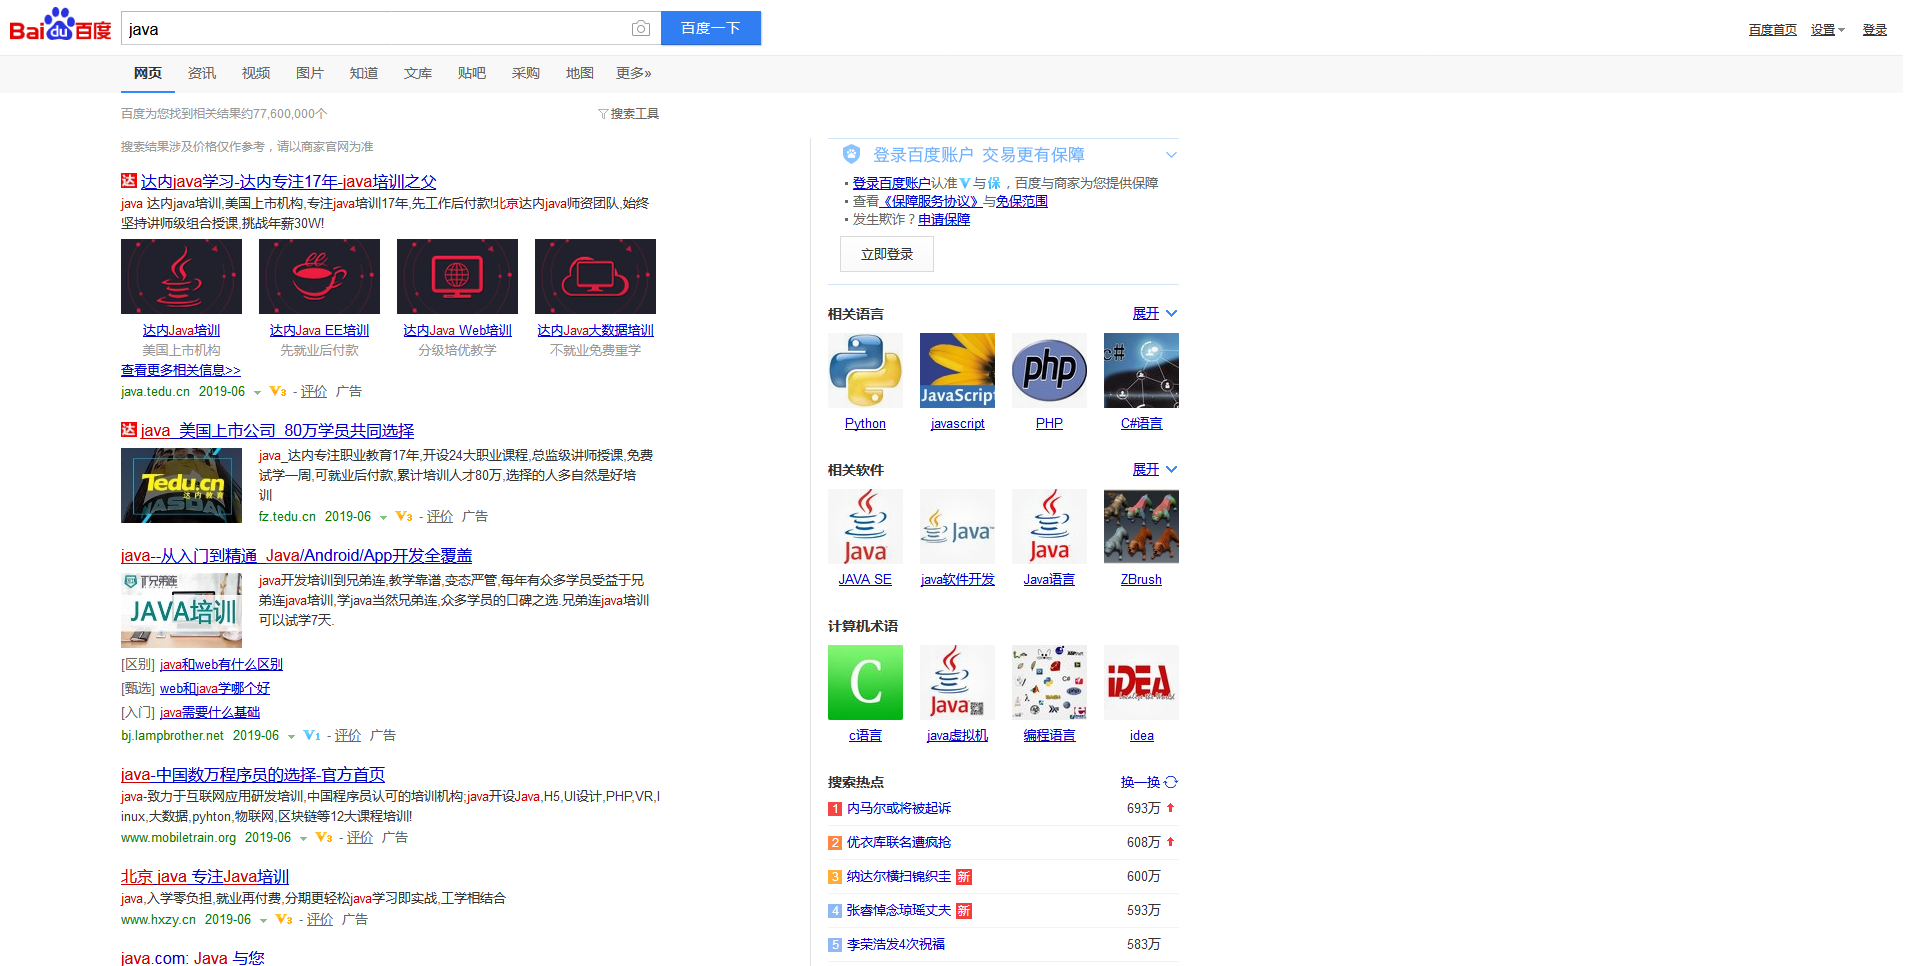 Baidu百度 java 百度一下 百度首页 设置 登录
网页 资讯 视频 图片 知道 文库 贴吧 采购 地图 更多»
百度为您找到相关结果约77,600,000个 搜索工具
搜索结果涉及价格仅作参考，请以商家官网为准
达 达内java学习-达内专注17年-java培训之父
java 达内java培训,美国上市机构,专注java培训17年,先工作后付款!北京达内java师资团队,始终
坚持讲师级组合授课,挑战年薪30W!
达内Java培训 达内Java EE培训 达内Java Web培训 达内Java大数据培训
美国上市机构 先就业后付款 分级培优教学 不就业免费重学
查看更多相关信息>>
java.tedu.cn 2019-06 V3 - 评价 广告
达 java_美国上市公司_80万学员共同选择
Tedu.cn
达内教育
NASDAQ
java_达内专注职业教育17年,开设24大职业课程,总监级讲师授课,免费
试学一周,可就业后付款,累计培训人才80万,选择的人多自然是好培
训
fz.tedu.cn 2019-06 V3 - 评价 广告
java--从入门到精通_Java/Android/App开发全覆盖
IT兄弟连
JAVA培训
java开发培训到兄弟连,教学靠谱,变态严管,每年有众多学员受益于兄
弟连java培训,学java当然兄弟连,众多学员的口碑之选.兄弟连java培训
可以试学7天.
[区别] java和web有什么区别
[甄选] web和java学哪个好
[入门] java需要什么基础
bj.lampbrother.net 2019-06 V1 - 评价 广告
java-中国数万程序员的选择-官方首页
java-致力于互联网应用研发培训,中国程序员认可的培训机构;java开设Java,H5,UI设计,PHP,VR,l
inux,大数据,pyhton,物联网,区块链等12大课程培训!
www.mobiletrain.org 2019-06 V3 - 评价 广告
北京 java 专注Java培训
java,入学零负担,就业再付费,分期更轻松java学习即实战,工学相结合
www.hxzy.cn 2019-06 V3 - 评价 广告
java.com: Java 与您
登录百度账户 交易更有保障
登录百度账户认准V与保，百度与商家为您提供保障
查看《保障服务协议》与免保范围
发生欺诈？申请保障
立即登录
相关语言 展开
JavaScrip php C#
Python javascript PHP C#语言
相关软件 展开
Java Java Java
JAVA SE java软件开发 Java语言 ZBrush
计算机术语
C Java iDEA
c语言 java虚拟机 编程语言 idea
搜索热点 换一换
1 内马尔或将被起诉 693万
2 优衣库联名遭疯抢 608万
3 纳达尔横扫锦织圭 新 600万
4 张睿悼念琼瑶丈夫 新 593万
5 李荣浩发4次祝福 583万